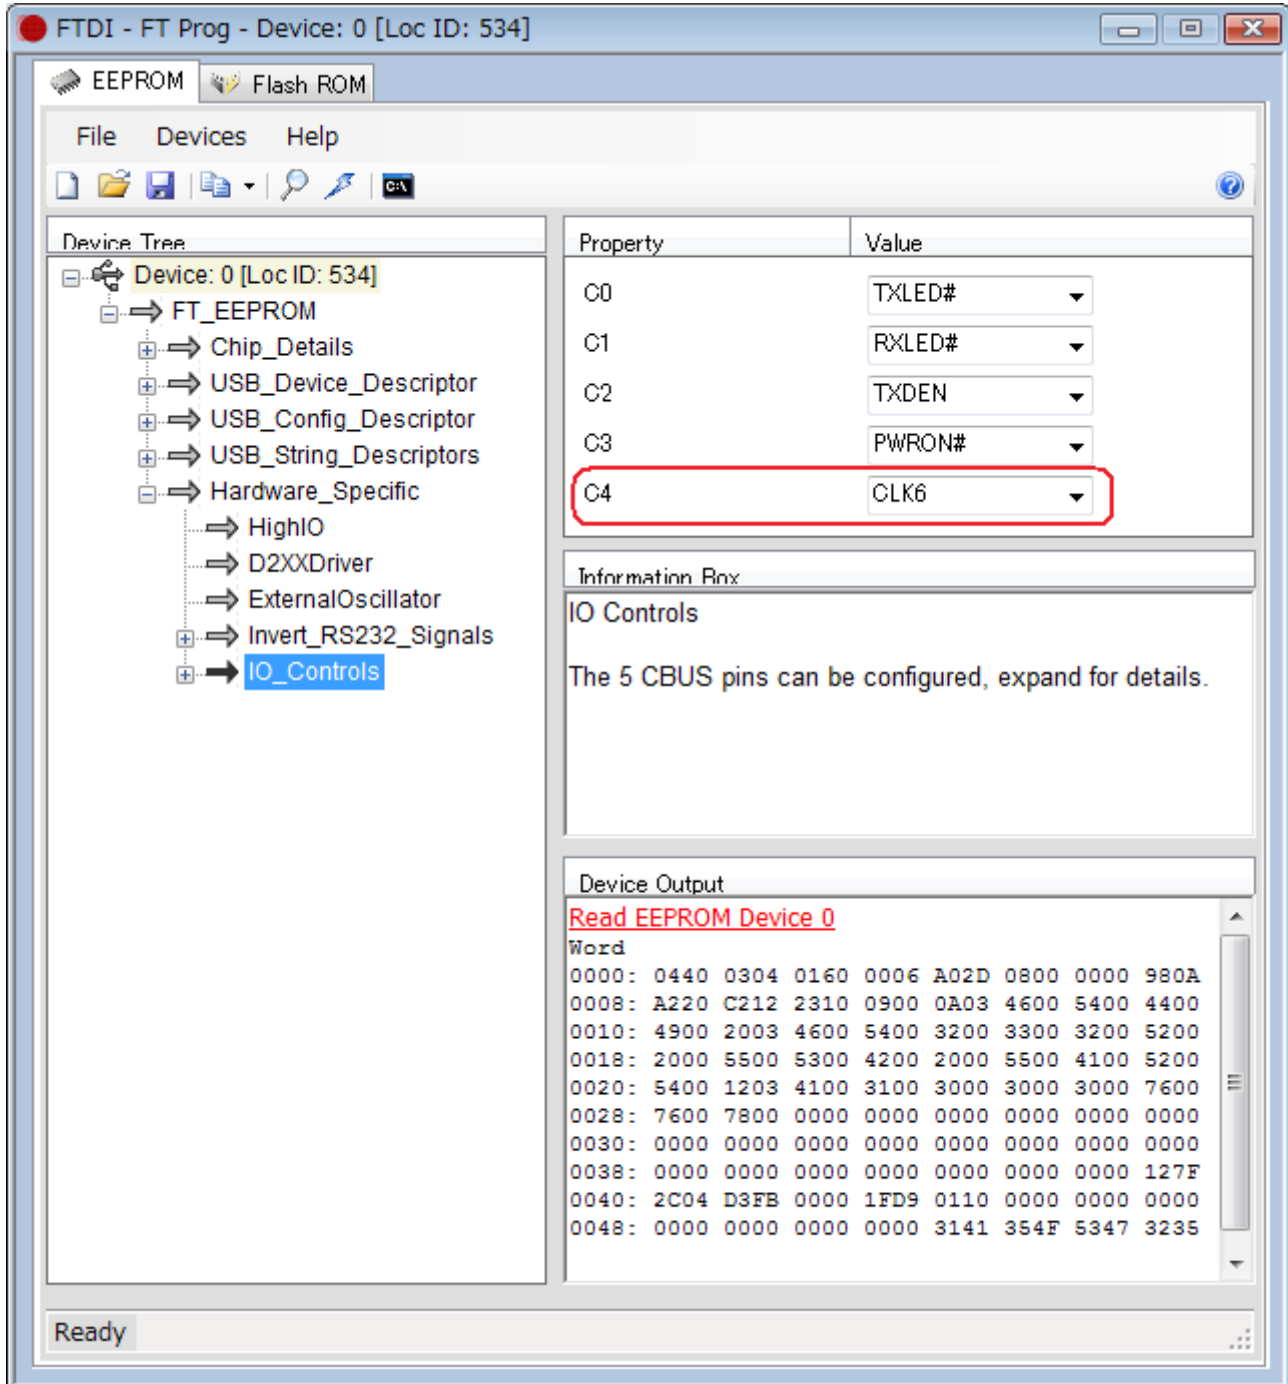 FTDI - FT Prog - Device: 0 [Loc ID: 534]
EEPROM Flash ROM
File Devices Help
C:\
Device Tree
Device: 0 [Loc ID: 534]
FT_EEPROM
Chip_Details
USB_Device_Descriptor
USB_Config_Descriptor
USB_String_Descriptors
Hardware_Specific
HighIO
D2XXDriver
ExternalOscillator
Invert_RS232_Signals
IO_Controls
Property Value
C0 TXLED#
C1 RXLED#
C2 TXDEN
C3 PWRON#
C4 CLK6
Information Box
IO Controls
The 5 CBUS pins can be configured, expand for details.
Device Output
Read EEPROM Device 0
Word
0000: 0440 0304 0160 0006 A02D 0800 0000 980A
0008: A220 C212 2310 0900 0A03 4600 5400 4400
0010: 4900 2003 4600 5400 3200 3300 3200 5200
0018: 2000 5500 5300 4200 2000 5500 4100 5200
0020: 5400 1203 4100 3100 3000 3000 3000 7600
0028: 7600 7800 0000 0000 0000 0000 0000 0000
0030: 0000 0000 0000 0000 0000 0000 0000 0000
0038: 0000 0000 0000 0000 0000 0000 0000 127F
0040: 2C04 D3FB 0000 1FD9 0110 0000 0000 0000
0048: 0000 0000 0000 0000 3141 354F 5347 3235
Ready